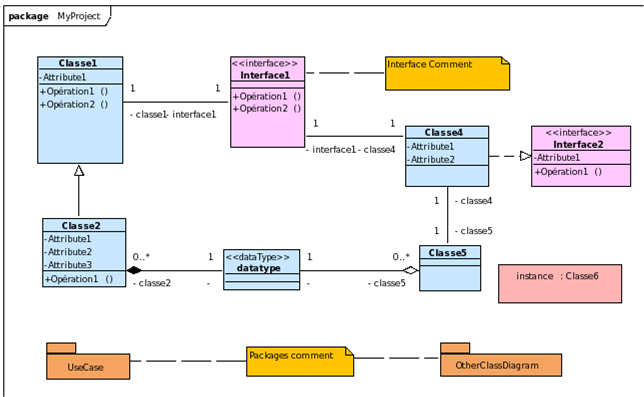 package MyProject
Classe1
-Attribute1
+Opération1 ()
+Opération2 ()
1
1
- classe1
- interface1
<<interface>>
Interface1
+Opération1 ()
+Opération2 ()
Interface Comment
1
1
- interface1
- classe4
Classe4
-Attribute1
-Attribute2
<<interface>>
Interface2
-Attribute1
+Opération1 ()
1
- classe4
1
- classe5
Classe2
-Attribute1
-Attribute2
-Attribute3
+Opération1 ()
0..*
1
- classe2
-
<<dataType>>
datatype
1
0..*
-
- classe5
Classe5
instance : Classe6
UseCase
Packages comment
OtherClassDiagram